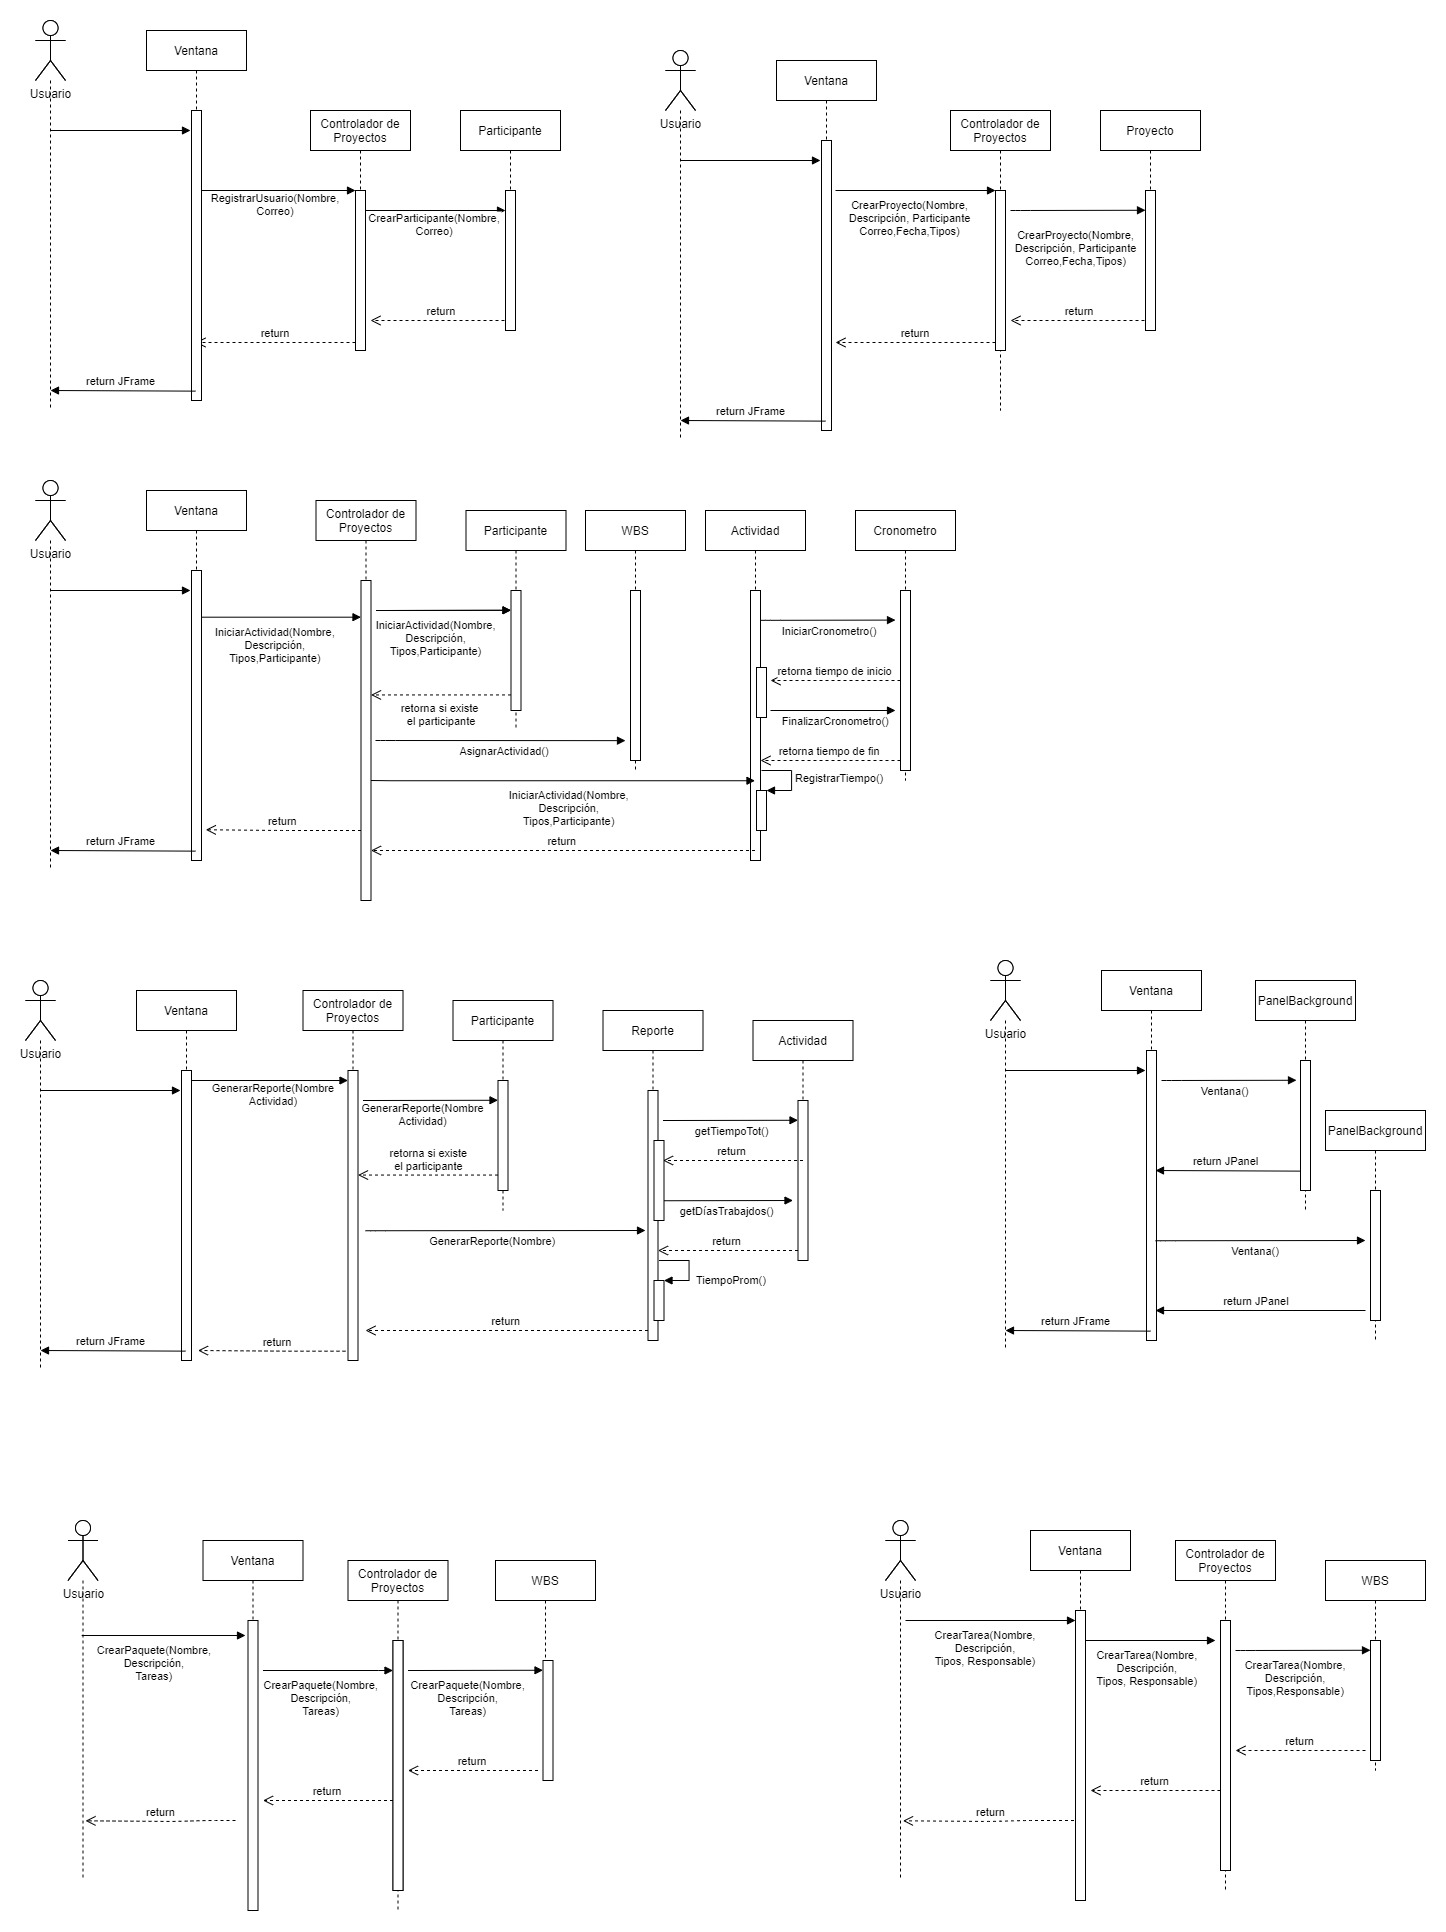 Usuario
Ventana
Controlador de
Proyectos
Participante
RegistrarUsuario(Nombre,
Correo)
CrearParticipante(Nombre,
Correo)
return
return
return JFrame
Usuario
Ventana
Controlador de
Proyectos
Proyecto
CrearProyecto(Nombre,
Descripción, Participante
Correo,Fecha,Tipos)
CrearProyecto(Nombre,
Descripción, Participante
Correo,Fecha,Tipos)
return
return
return JFrame
Usuario
Ventana
Controlador de
Proyectos
Participante
WBS
Actividad
Cronometro
IniciarActividad(Nombre,
Descripción,
Tipos,Participante)
IniciarActividad(Nombre,
Descripción,
Tipos,Participante)
IniciarCronometro()
retorna tiempo de inicio
retorna si existe
el participante
FinalizarCronometro()
AsignarActividad()
retorna tiempo de fin
RegistrarTiempo()
IniciarActividad(Nombre,
Descripción,
Tipos,Participante)
return
return JFrame
return
Usuario
Ventana
Controlador de
Proyectos
Participante
Reporte
Actividad
GenerarReporte(Nombre
Actividad)
GenerarReporte(Nombre
Actividad)
getTiempoTot()
return
retorna si existe
el participante
getDíasTrabajdos()
GenerarReporte(Nombre)
return
TiempoProm()
return
return JFrame
return
Usuario
Ventana
PanelBackground
Ventana()
PanelBackground
return JPanel
Ventana()
return JPanel
return JFrame
Usuario
Ventana
Controlador de
Proyectos
WBS
CrearPaquete(Nombre,
Descripción,
Tareas)
CrearPaquete(Nombre,
Descripción,
Tareas)
CrearPaquete(Nombre,
Descripción,
Tareas)
return
return
return
Usuario
Ventana
Controlador de
Proyectos
WBS
CrearTarea(Nombre,
Descripción,
Tipos, Responsable)
CrearTarea(Nombre,
Descripción,
Tipos, Responsable)
CrearTarea(Nombre,
Descripción,
Tipos,Responsable)
return
return
return